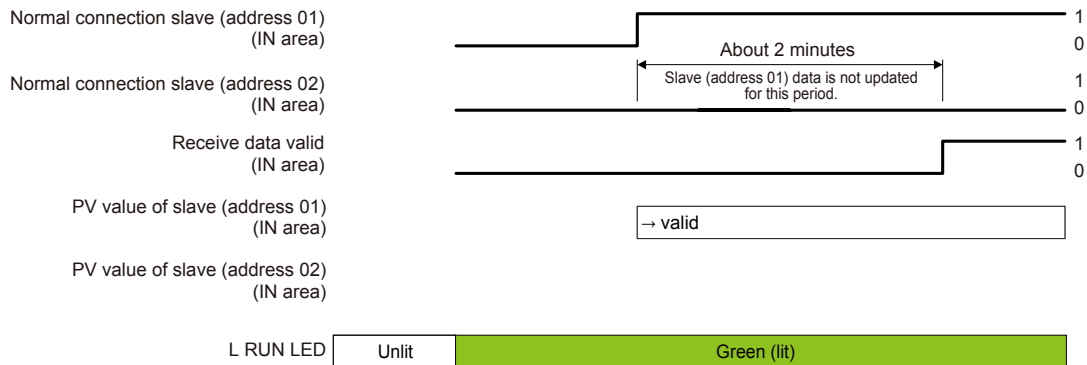 Normal connection slave (address 01)
(IN area)
1
0
About 2 minutes
Slave (address 01) data is not updated
for this period.
Normal connection slave (address 02)
(IN area)
1
0
Receive data valid
(IN area)
1
0
PV value of slave (address 01)
(IN area)
→ valid
PV value of slave (address 02)
(IN area)
L RUN LED
Unlit
Green (lit)